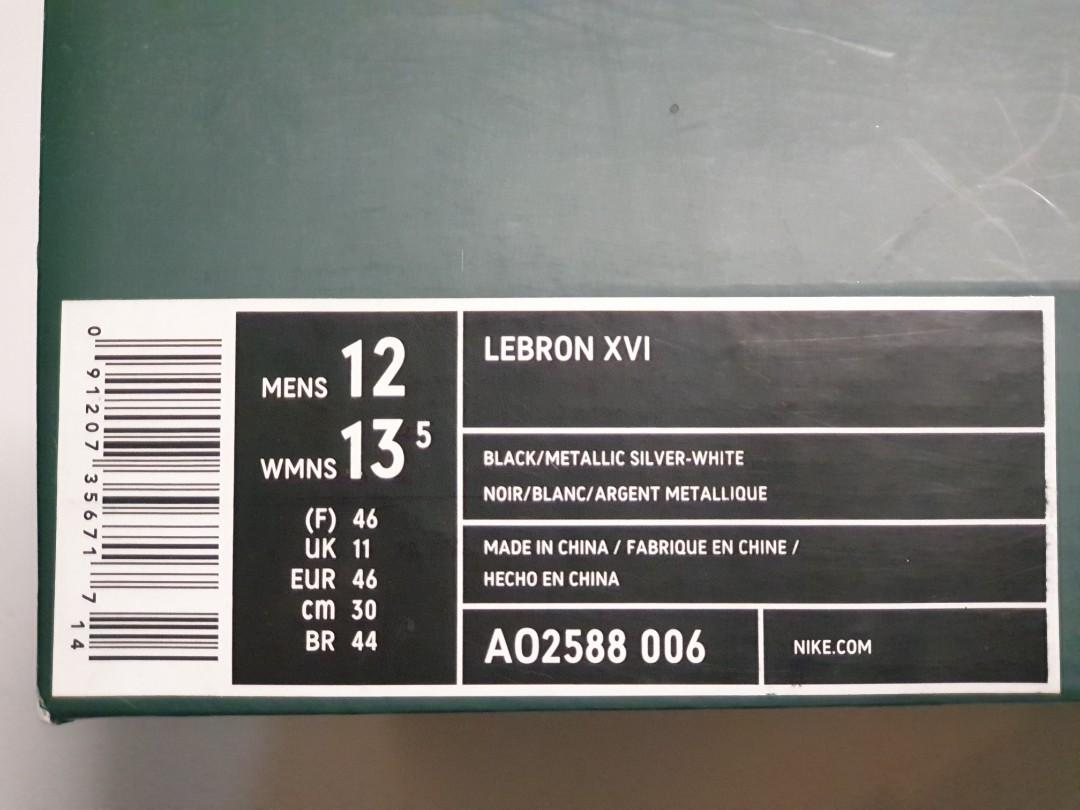 0 91207 35671 7 14
MENS 12
WMNS 13 5
(F) 46
UK 11
EUR 46
cm 30
BR 44
LEBRON XVI
BLACK/METALLIC SILVER-WHITE
NOIR/BLANC/ARGENT METALLIQUE
MADE IN CHINA / FABRIQUE EN CHINE /
HECHO EN CHINA
AO2588 006
NIKE.COM